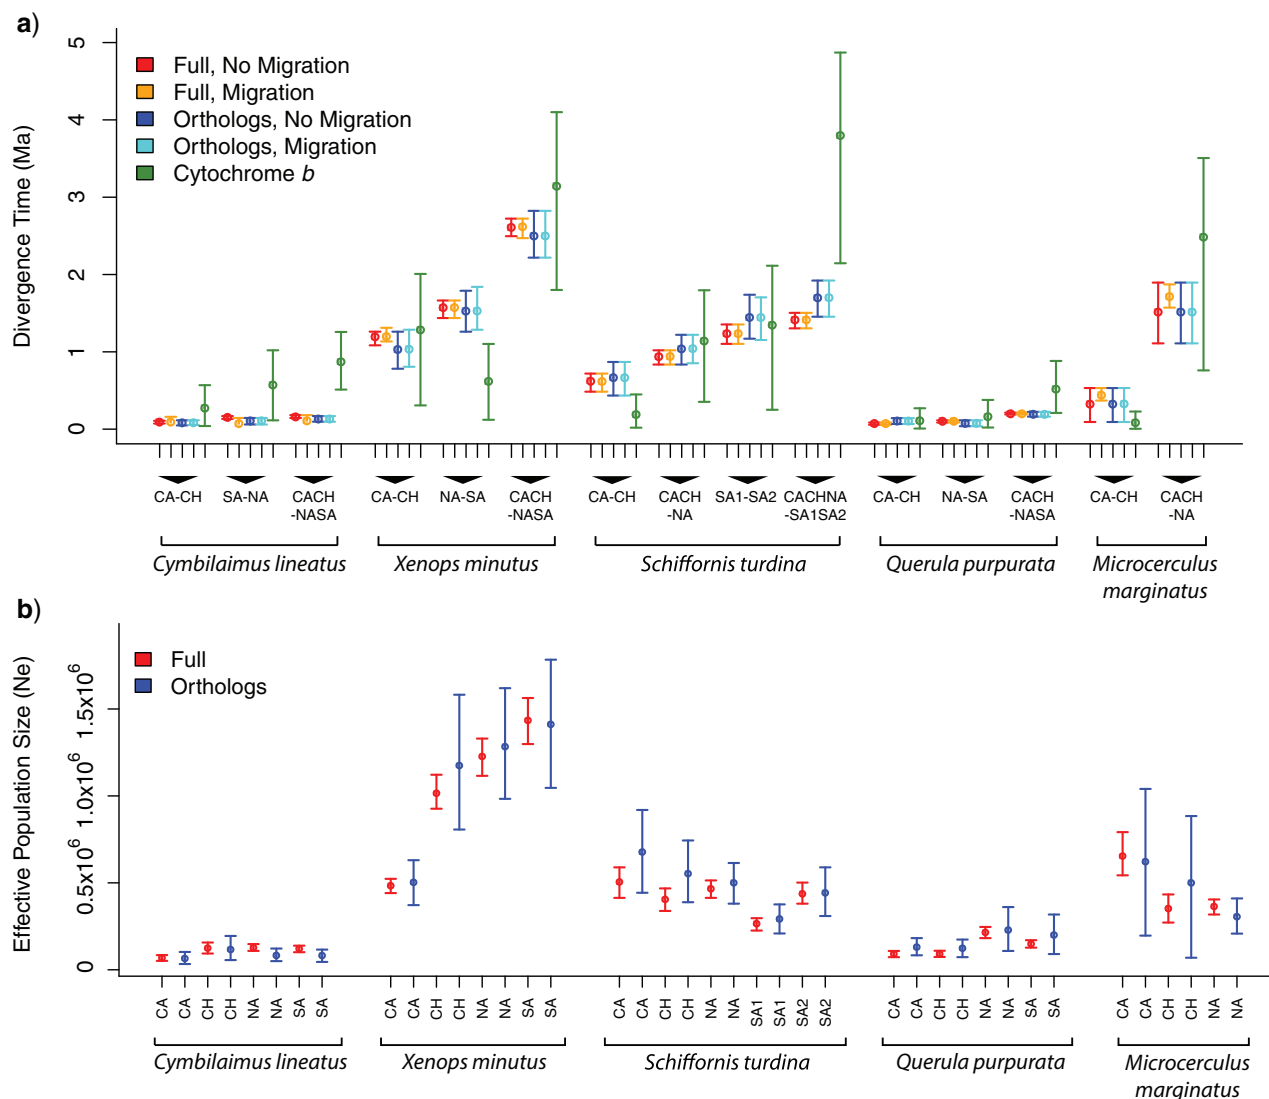 a)
Divergence Time (Ma)
5
4
3
2
1
0
Full, No Migration
Full, Migration
Orthologs, No Migration
Orthologs, Migration
Cytochrome b
CA-CH SA-NA CACH CA-CH NA-SA CACH CA-CH CACH SA1-SA2 CACHNA CA-CH NA-SA CACH CA-CH CACH
-NASA -NASA -NA -SA1SA2 -NASA -NA
Cymbilaimus lineatus Xenops minutus Schiffornis turdina Querula purpurata Microcerculus
marginatus
b)
Effective Population Size (Ne)
1.5x10⁶
1.0x10⁶
0.5x10⁶
0
Full
Orthologs
CA CA CH CH NA NA SA SA CA CA CH CH NA NA SA SA CA CA CH CH NA NA SA1 SA1 SA2 SA2 CA CA CH CH NA NA SA SA CA CA CH CH NA NA
Cymbilaimus lineatus Xenops minutus Schiffornis turdina Querula purpurata Microcerculus
marginatus